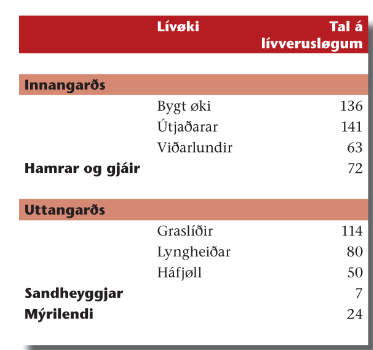 Lívøki Tal á
lívverusløgum
Innangarðs
Bygt øki 136
Útjaðarar 141
Viðarlundir 63
Hamrar og gjáir 72
Uttangarðs
Graslíðir 114
Lyngheiðar 80
Háfjøll 50
Sandheyggjar 7
Mýrilendi 24